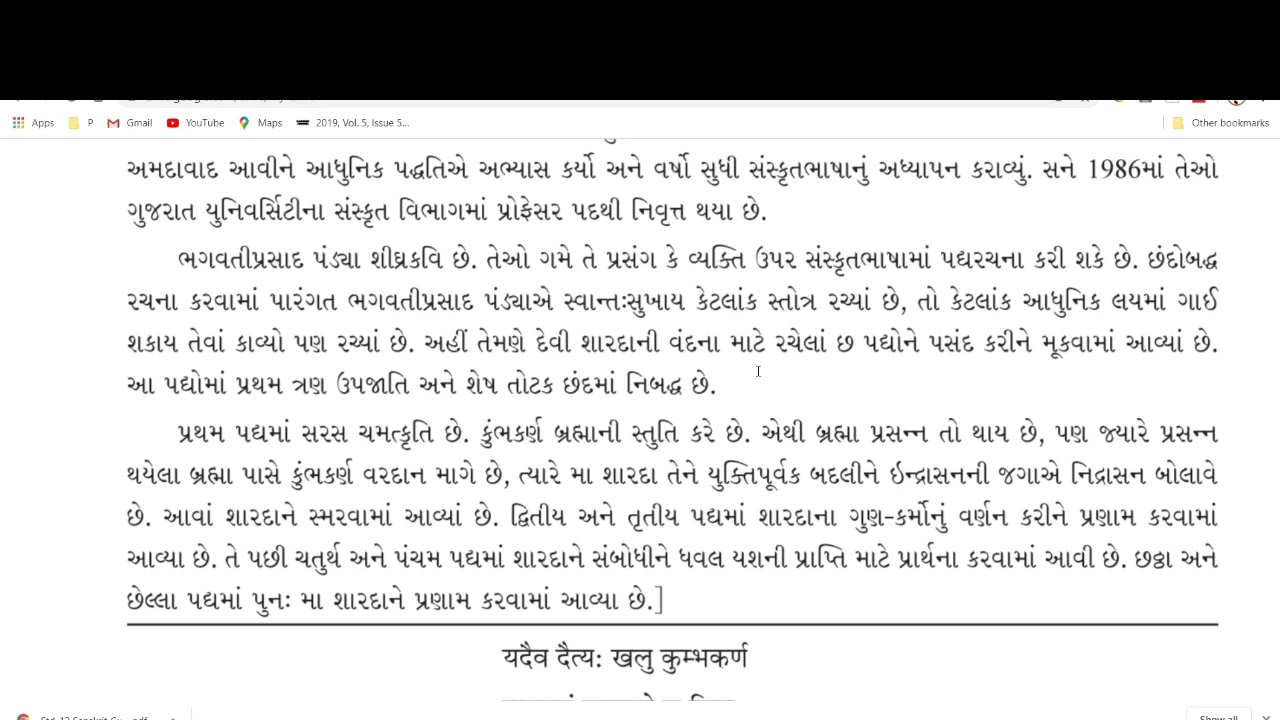 Apps P Gmail YouTube Maps 2019, Vol. 5, Issue 5... Other bookmarks
અમદાવાદ આવીને આધુનિક પદ્ધતિએ અભ્યાસ કર્યો અને વર્ષો સુધી સંસ્કૃતભાષાનું અધ્યાપન કરાવ્યું. સને 1986માં તેઓ
ગુજરાત યુનિવર્સિટીના સંસ્કૃત વિભાગમાં પ્રોફેસર પદથી નિવૃત્ત થયા છે.
ભગવતીપ્રસાદ પંડ્યા શીઘ્રકવિ છે. તેઓ ગમે તે પ્રસંગ કે વ્યક્તિ ઉપર સંસ્કૃતભાષામાં પદ્યરચના કરી શકે છે. છંદોબદ્ધ
રચના કરવામાં પારંગત ભગવતીપ્રસાદ પંડ્યાએ સ્વાન્તઃસુખાય કેટલાંક સ્તોત્ર રચ્યાં છે, તો કેટલાંક આધુનિક લયમાં ગાઈ
શકાય તેવાં કાવ્યો પણ રચ્યાં છે. અહીં તેમણે દેવી શારદાની વંદના માટે રચેલાં છ પદ્યોને પસંદ કરીને મૂકવામાં આવ્યાં છે.
આ પદ્યોમાં પ્રથમ ત્રણ ઉપજાતિ અને શેષ તોટક છંદમાં નિબદ્ધ છે.
પ્રથમ પદ્યમાં સરસ ચમત્કૃતિ છે. કુંભકર્ણ બ્રહ્માની સ્તુતિ કરે છે. એથી બ્રહ્મા પ્રસન્ન તો થાય છે, પણ જ્યારે પ્રસન્ન
થયેલા બ્રહ્મા પાસે કુંભકર્ણ વરદાન માગે છે, ત્યારે મા શારદા તેને યુક્તિપૂર્વક બદલીને ઇન્દ્રાસનની જગાએ નિદ્રાસન બોલાવે
છે. આવાં શારદાને સ્મરવામાં આવ્યાં છે. દ્વિતીય અને તૃતીય પદ્યમાં શારદાના ગુણ-કર્મોનું વર્ણન કરીને પ્રણામ કરવામાં
આવ્યા છે. તે પછી ચતુર્થ અને પંચમ પદ્યમાં શારદાને સંબોધીને ધવલ યશની પ્રાપ્તિ માટે પ્રાર્થના કરવામાં આવી છે. છઠ્ઠા અને
છેલ્લા પદ્યમાં પુનઃ મા શારદાને પ્રણામ કરવામાં આવ્યા છે.]
यदैव दैत्यः खलु कुम्भकर्ण